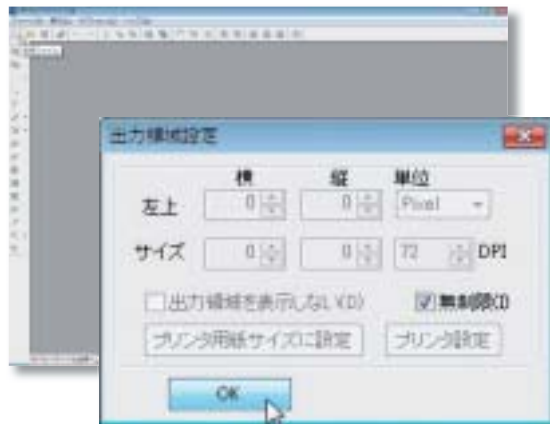 出力領域設定
横 縦 単位
左上 0 0 Pixel
サイズ 0 0 72 DPI
出力領域を表示しない(D) 無制限(I)
プリンタ用紙サイズに設定 プリンタ設定
OK